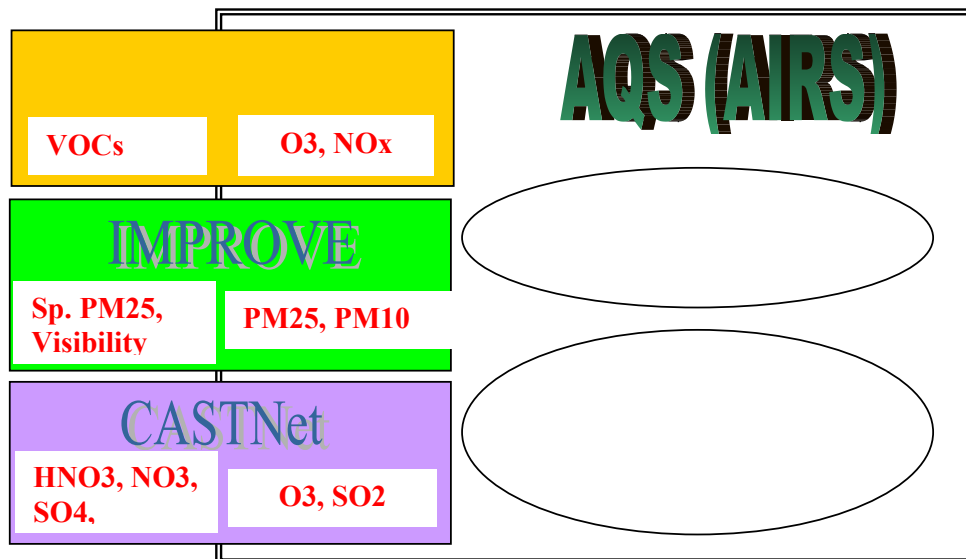 AQS (AIRS)
VOCs
O3, NOx
IMPROVE
Sp. PM25,
Visibility
PM25, PM10
CASTNet
HNO3, NO3,
SO4,
O3, SO2